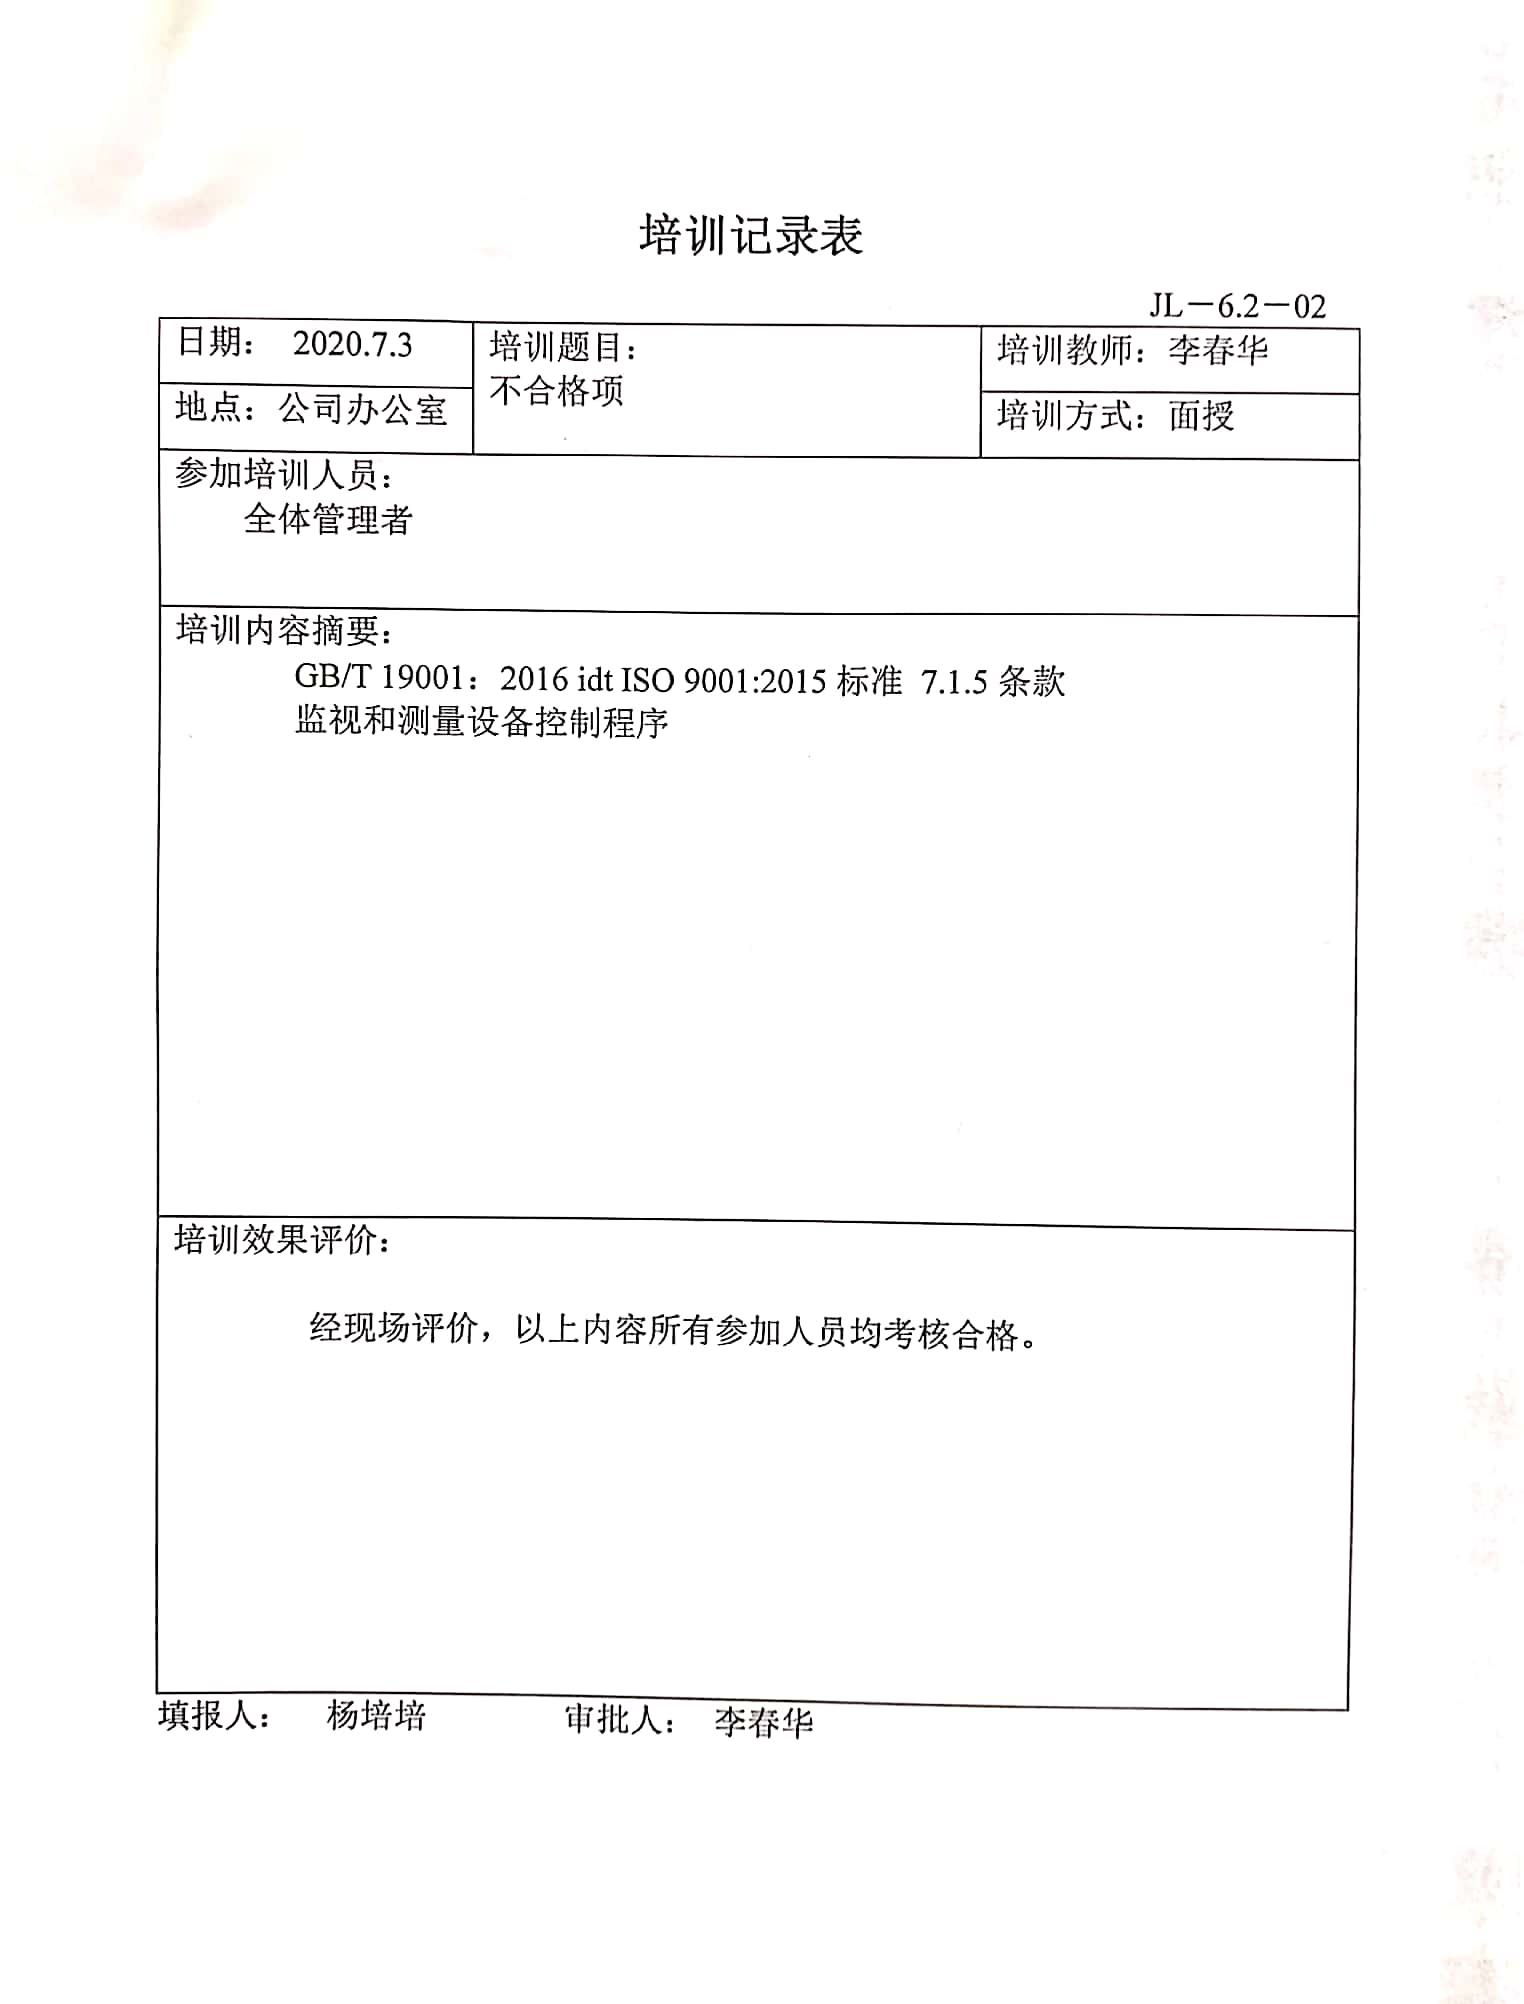 培训记录表
JL－6.2－02
日期： 2020.7.3
培训题目：
不合格项
培训教师：李春华
地点：公司办公室
培训方式：面授
参加培训人员：
全体管理者
培训内容摘要：
GB/T 19001：2016 idt ISO 9001:2015 标准 7.1.5 条款
监视和测量设备控制程序
培训效果评价：
经现场评价，以上内容所有参加人员均考核合格。
填报人： 杨培培 审批人： 李春华